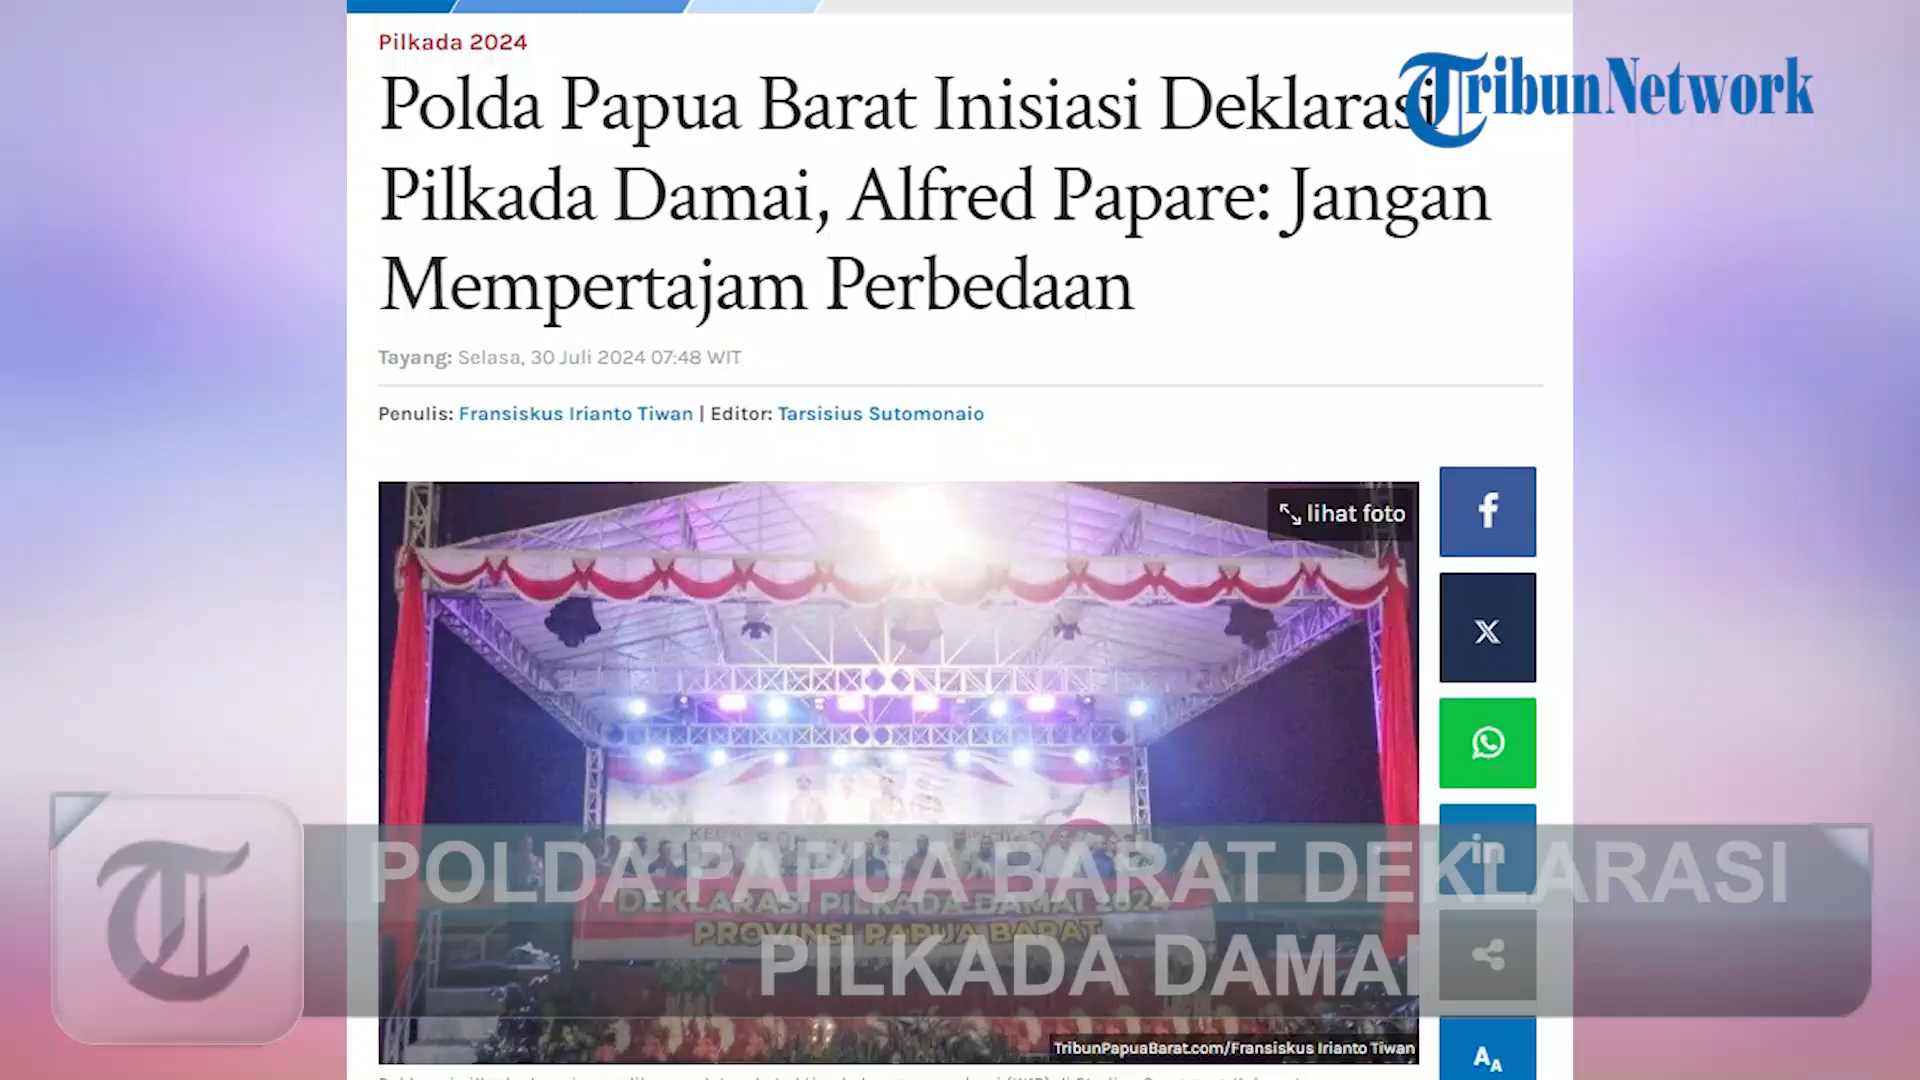 Pilkada 2024
TribunNetwork
Polda Papua Barat Inisiasi Deklarasi
Pilkada Damai, Alfred Papare: Jangan
Mempertajam Perbedaan
Tayang: Selasa, 30 Juli 2024 07:48 WIT
Penulis: Fransiskus Irianto Tiwan | Editor: Tarsisius Sutomonaio
lihat foto
POLDA PAPUA BARAT DEKLARASI
PILKADA DAMAI
DEKLARASI PILKADA DAMAI 2024
PROVINSI PAPUA BARAT
TribunPapuaBarat.com/Fransiskus Irianto Tiwan